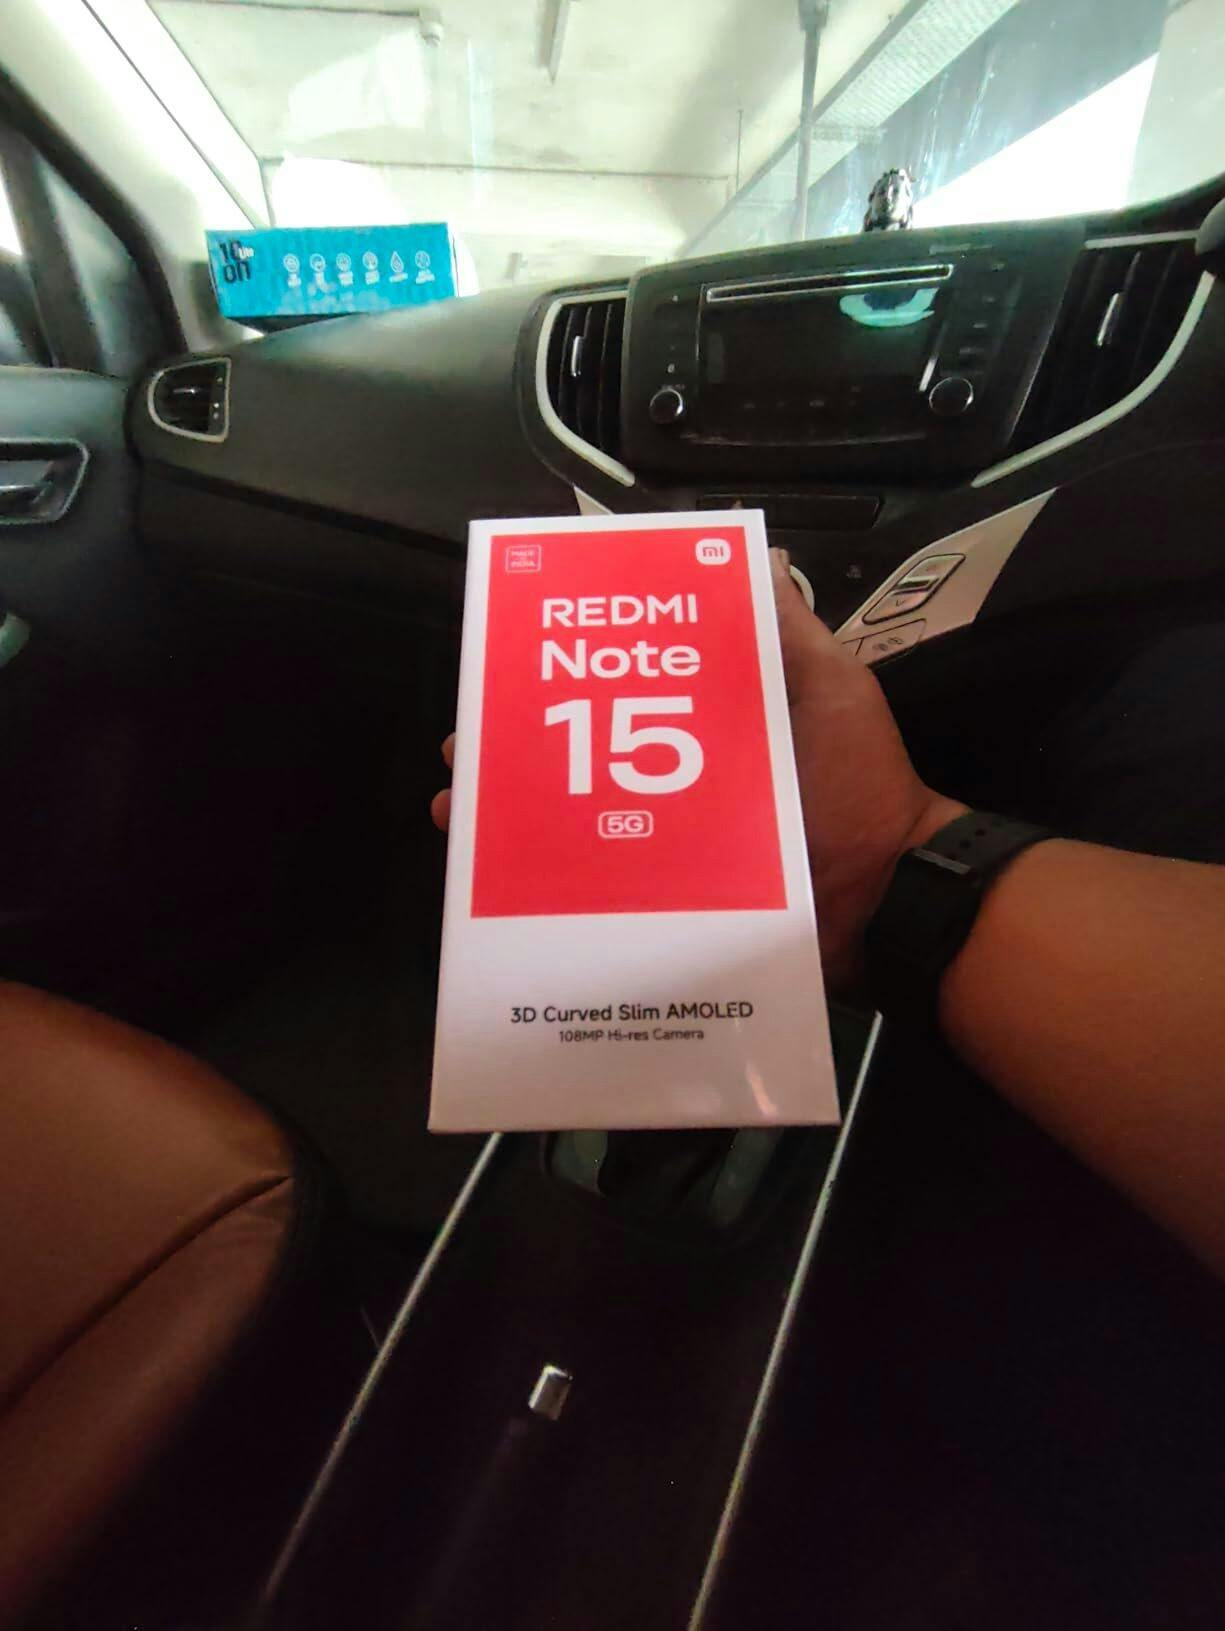 MADE
IN
INDIA
mi
REDMI
Note
15
5G
3D Curved Slim AMOLED
108MP Hi-res Camera